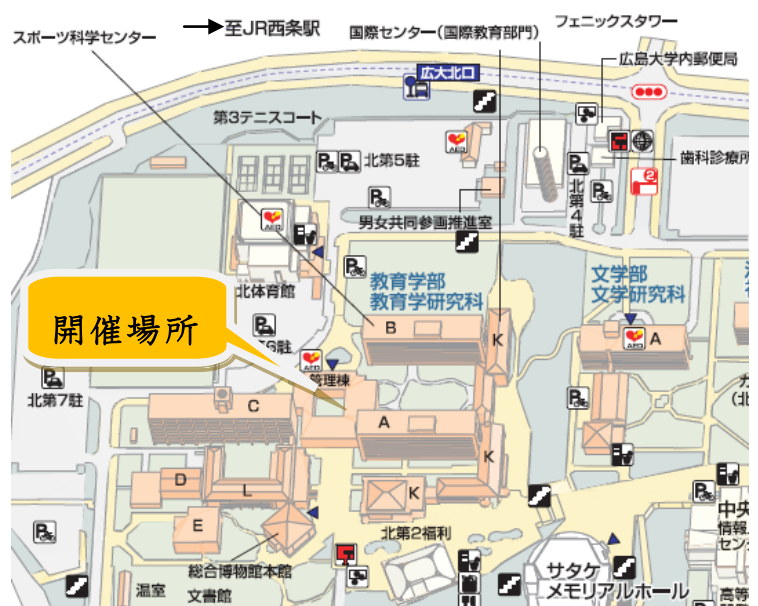 スポーツ科学センター
至JR西条駅
国際センター(国際教育部門)
フェニックスタワー
広島大学内郵便局
広大北口
第3テニスコート
AED
北第5駐
歯科診療所
2
北第4駐
男女共同参画推進室
AED
教育学部
教育学研究科
文学部
文学研究科
北体育館
開催場所
B
K
A
AED
AED
管理棟
北第7駐
C
A
K
D
L
K
E
北第2福利
総合博物館本館
温室
文書館
サタケ
メモリアルホール
中央
情報
セン
高等